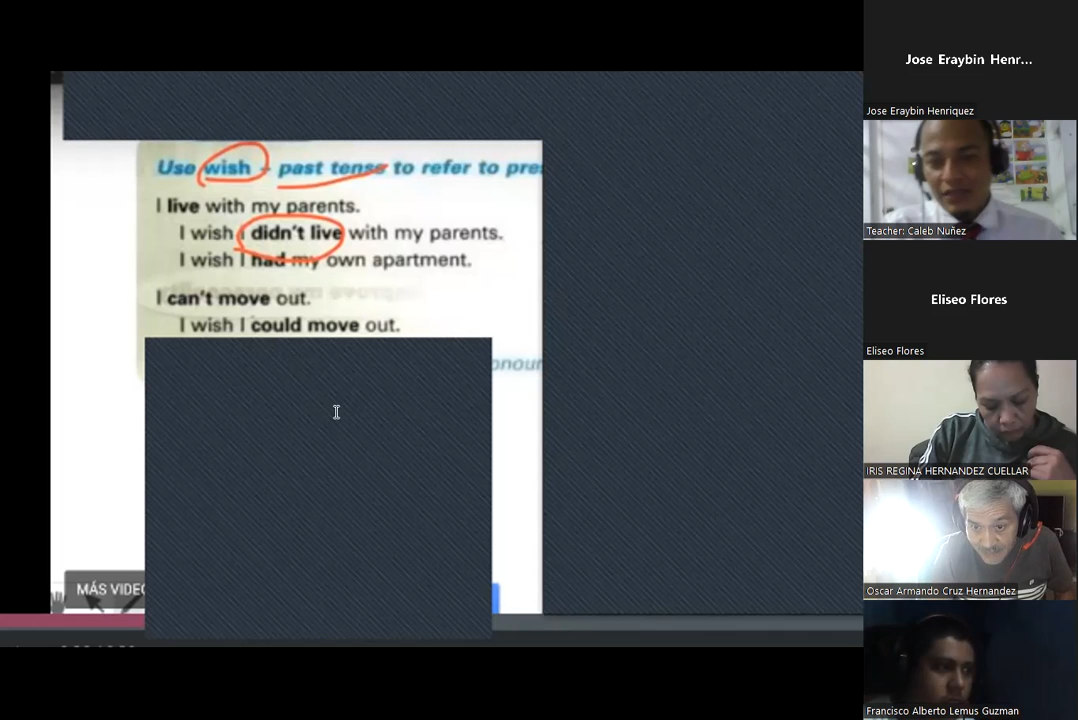 Jose Eraybin Henr...
Jose Eraybin Henriquez
Use wish + past tense to refer to
I live with my parents.
I wish I didn't live with my parents.
I wish I had my own apartment.
I can't move out.
I wish I could move out.
Teacher: Caleb Nuñez
Eliseo Flores
Eliseo Flores
IRIS REGINA HERNANDEZ CUELLAR
Oscar Armando Cruz Hernandez
MÁS
Francisco Alberto Lemus Guzman